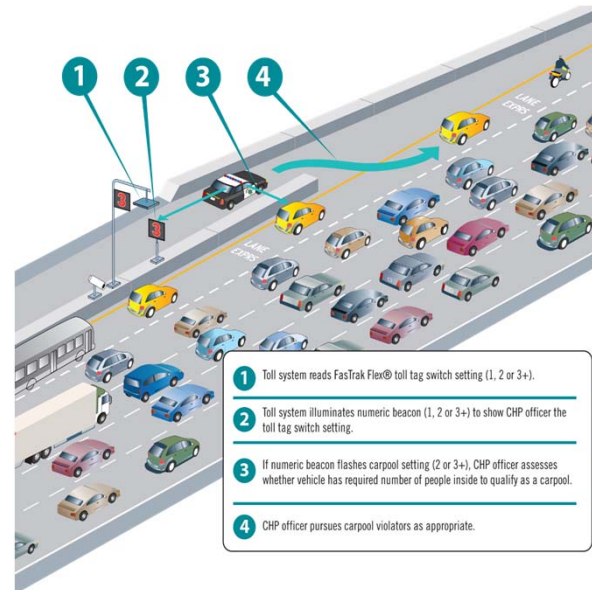 1
2
3
4
3
3
LANE
EXPRS
LANE
EXPRS
1 Toll system reads FasTrak Flex® toll tag switch setting (1, 2 or 3+).
2 Toll system illuminates numeric beacon (1, 2 or 3+) to show CHP officer the
toll tag switch setting.
3 If numeric beacon flashes carpool setting (2 or 3+), CHP officer assesses
whether vehicle has required number of people inside to qualify as a carpool.
4 CHP officer pursues carpool violators as appropriate.